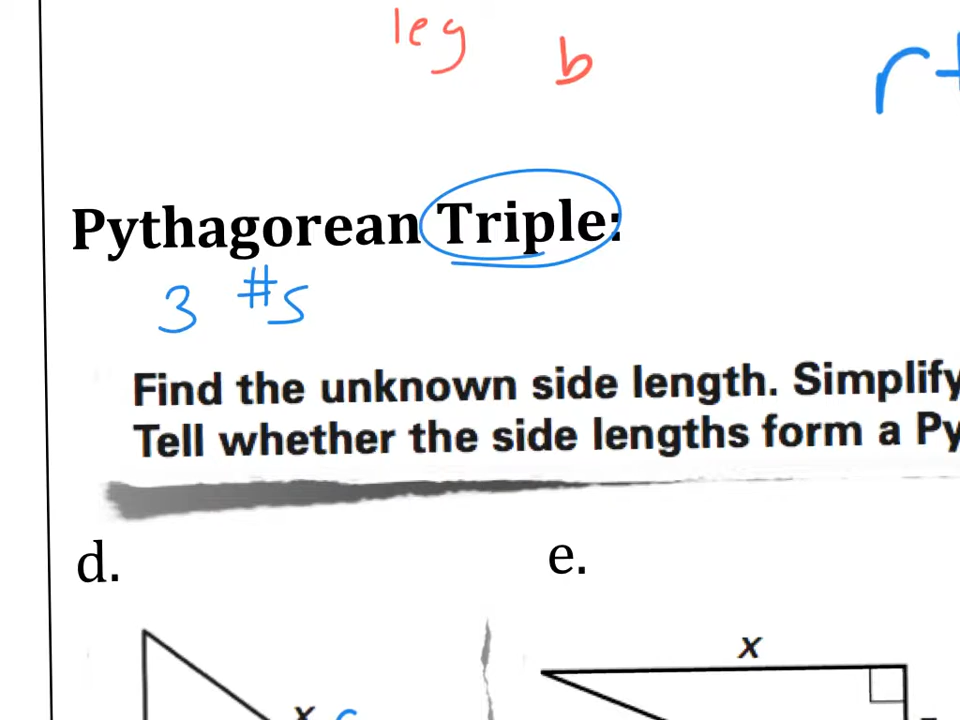 leg b
Pythagorean Triple:
3 #s
Find the unknown side length. Simplify
Tell whether the side lengths form a Py
d. e.
x
x c